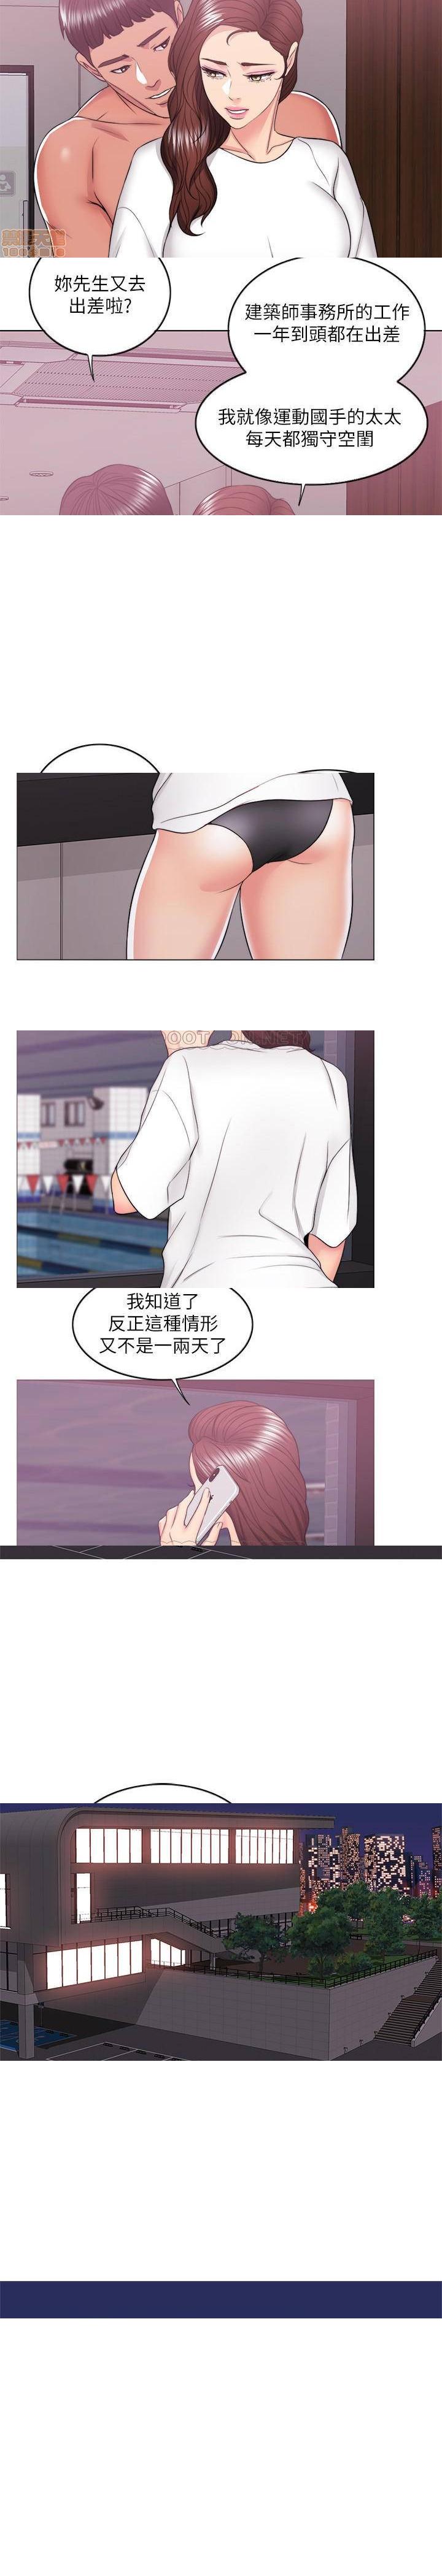 妳先生又去
出差啦?
建築師事務所的工作
一年到頭都在出差
我就像運動國手的太太
每天都獨守空閨
我知道了
反正這種情形
又不是一兩天了